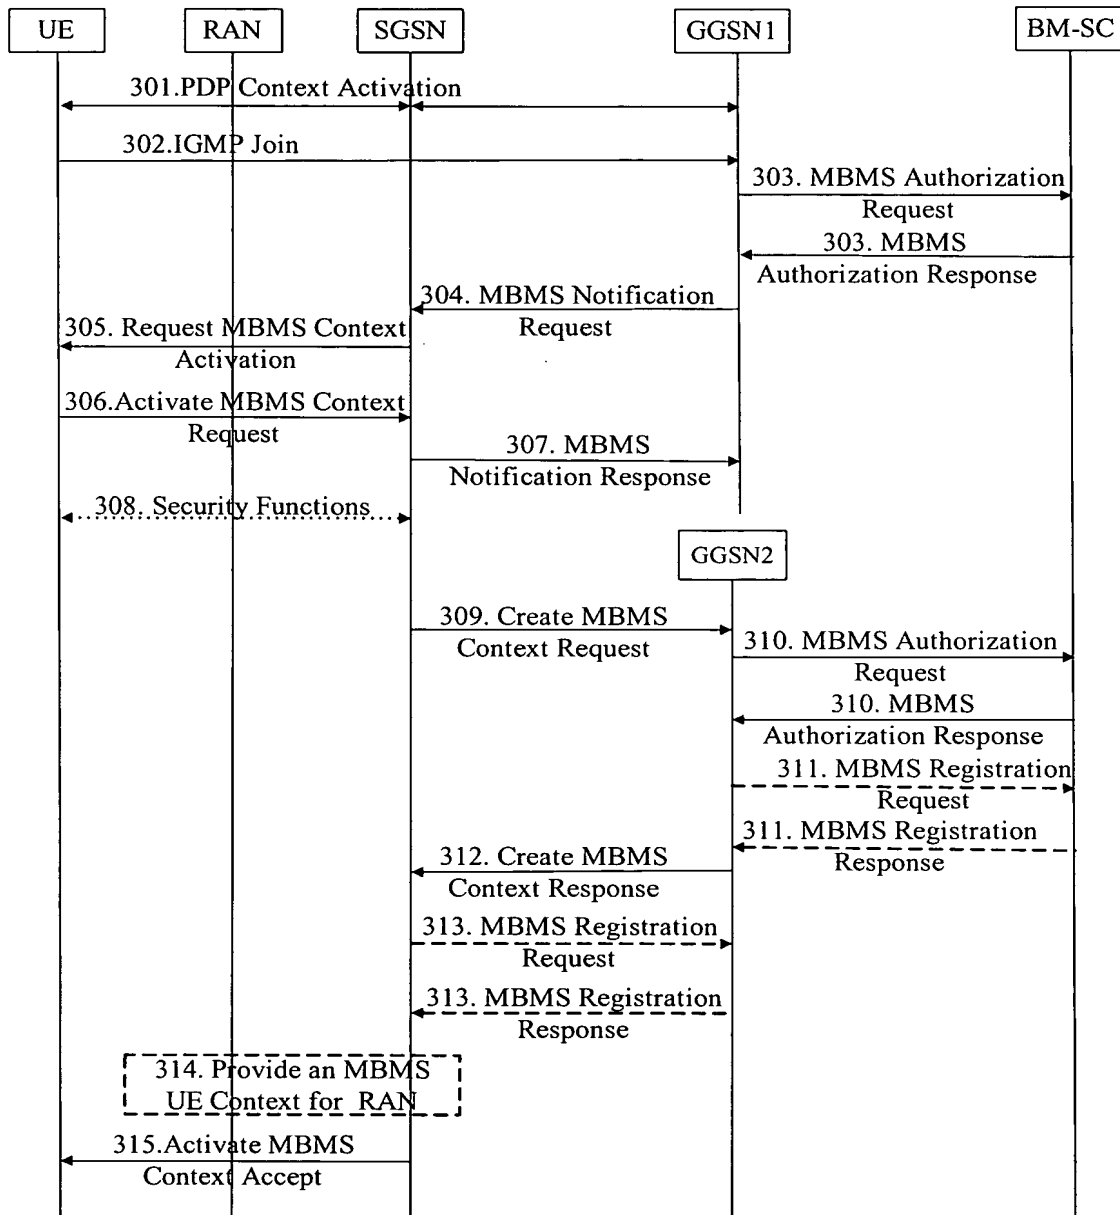 UE RAN SGSN GGSN1 BM-SC
301.PDP Context Activation
302.IGMP Join
303. MBMS Authorization
Request
303. MBMS
Authorization Response
304. MBMS Notification
Request
305. Request MBMS Context
Activation
306.Activate MBMS Context
Request
307. MBMS
Notification Response
308. Security Functions
GGSN2
309. Create MBMS
Context Request
310. MBMS Authorization
Request
310. MBMS
Authorization Response
311. MBMS Registration
Request
311. MBMS Registration
Response
312. Create MBMS
Context Response
313. MBMS Registration
Request
313. MBMS Registration
Response
314. Provide an MBMS
UE Context for RAN
315.Activate MBMS
Context Accept